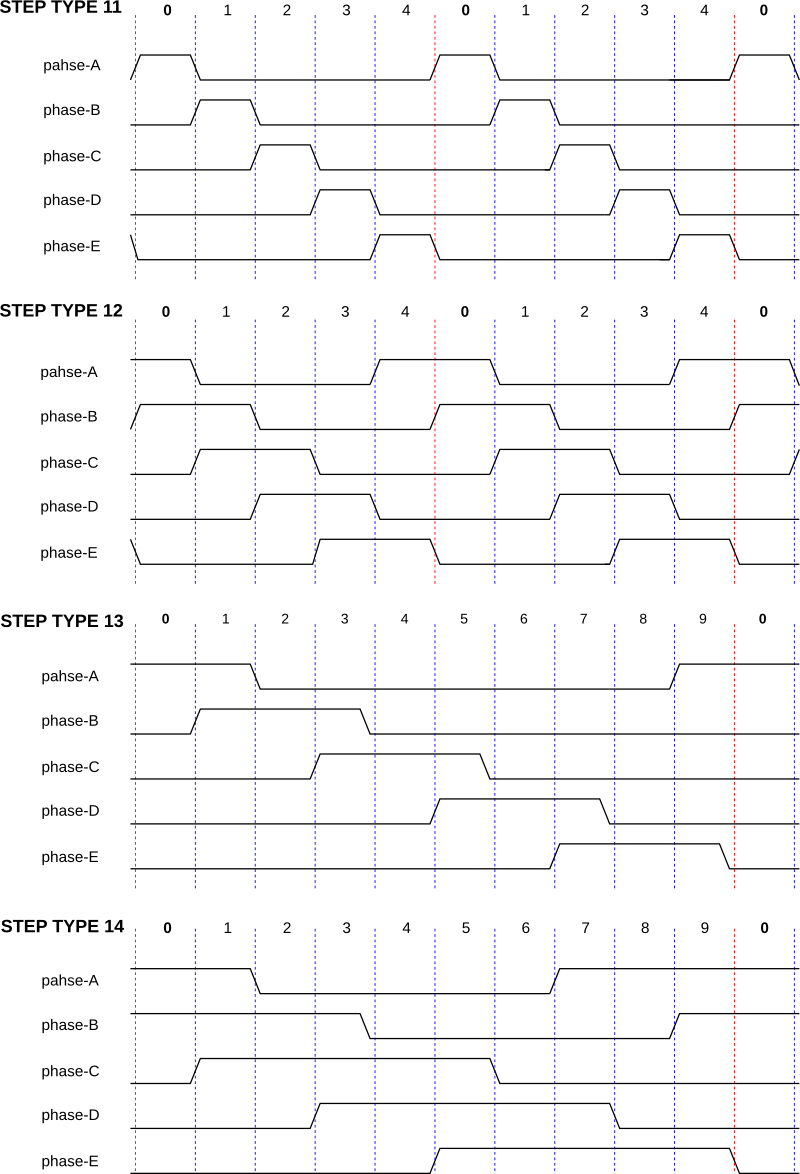 STEP TYPE 11 0 1 2 3 4 0 1 2 3 4 0
pahse-A
phase-B
phase-C
phase-D
phase-E
STEP TYPE 12 0 1 2 3 4 0 1 2 3 4 0
pahse-A
phase-B
phase-C
phase-D
phase-E
STEP TYPE 13 0 1 2 3 4 5 6 7 8 9 0
pahse-A
phase-B
phase-C
phase-D
phase-E
STEP TYPE 14 0 1 2 3 4 5 6 7 8 9 0
pahse-A
phase-B
phase-C
phase-D
phase-E